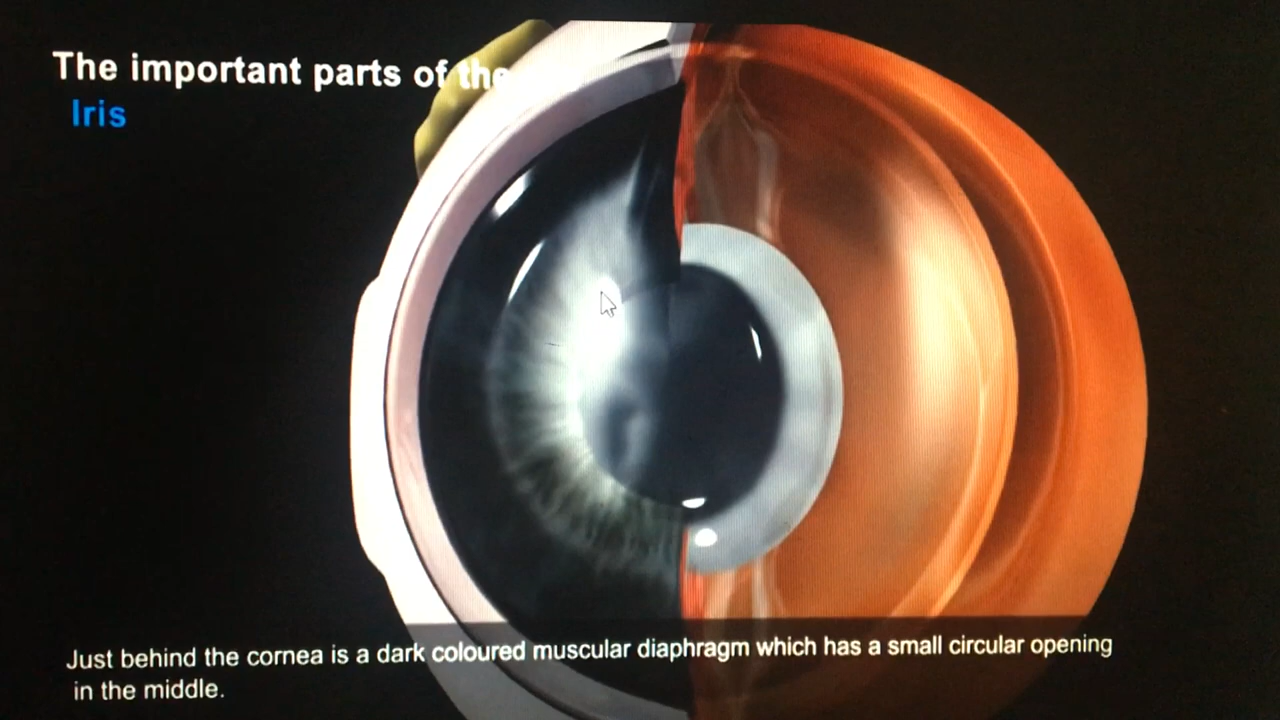 The important parts of the
Iris
Just behind the cornea is a dark coloured muscular diaphragm which has a small circular opening
in the middle.